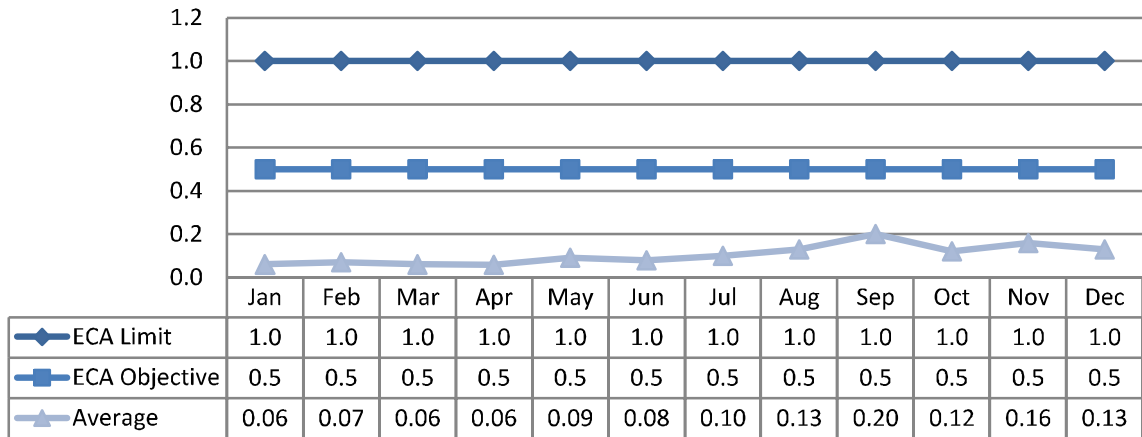 1.2
1.0
0.8
0.6
0.4
0.2
0.0
Jan Feb Mar Apr May Jun Jul Aug Sep Oct Nov Dec
ECA Limit 1.0 1.0 1.0 1.0 1.0 1.0 1.0 1.0 1.0 1.0 1.0 1.0
ECA Objective 0.5 0.5 0.5 0.5 0.5 0.5 0.5 0.5 0.5 0.5 0.5 0.5
Average 0.06 0.07 0.06 0.06 0.09 0.08 0.10 0.13 0.20 0.12 0.16 0.13